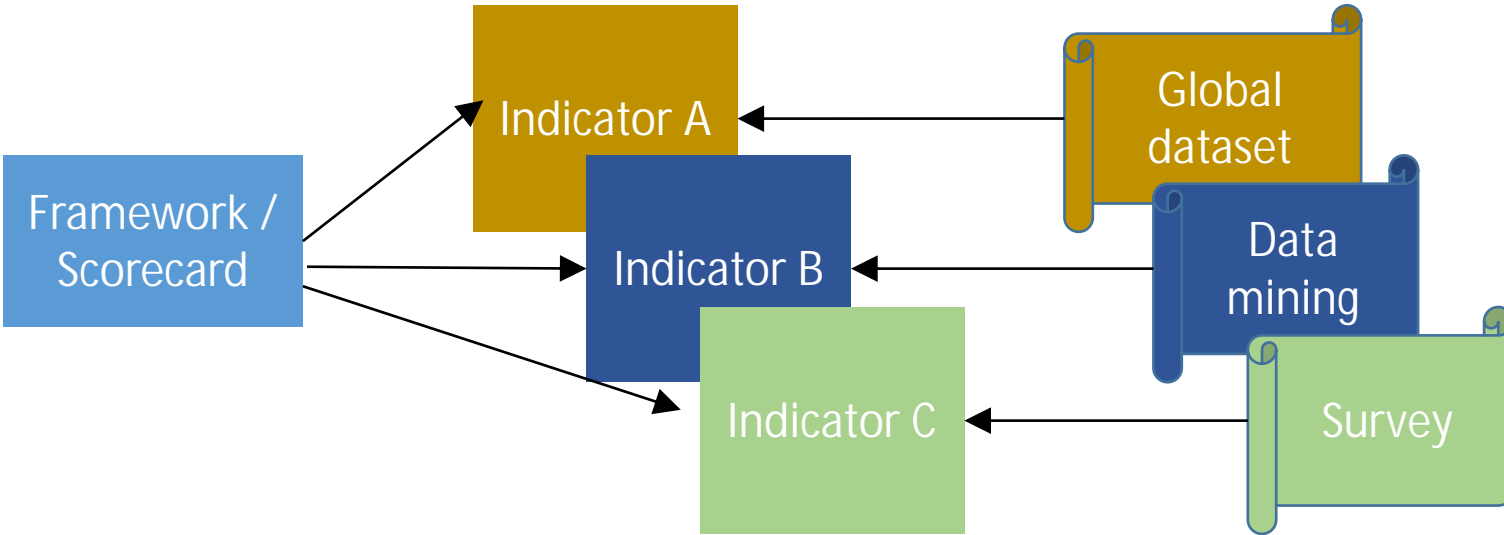 Framework /
Scorecard
Indicator A
Indicator B
Indicator C
Global
dataset
Data
mining
Survey